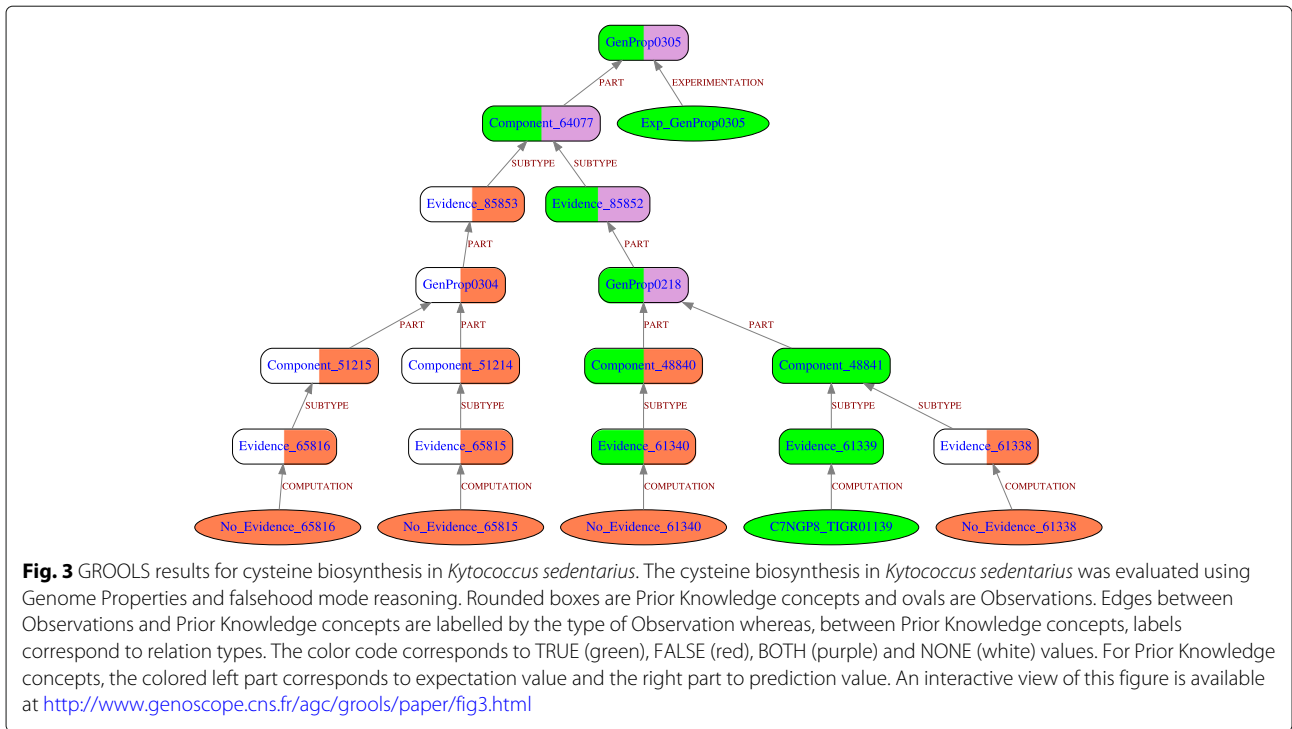 GenProp0305
PART
EXPERIMENTATION
Component_64077
Exp_GenProp0305
SUBTYPE
SUBTYPE
Evidence_85853
Evidence_85852
PART
PART
GenProp0304
GenProp0218
PART
PART
PART
PART
Component_51215
Component_51214
Component_48840
Component_48841
SUBTYPE
SUBTYPE
SUBTYPE
SUBTYPE
SUBTYPE
Evidence_65816
Evidence_65815
Evidence_61340
Evidence_61339
Evidence_61338
COMPUTATION
COMPUTATION
COMPUTATION
COMPUTATION
COMPUTATION
No_Evidence_65816
No_Evidence_65815
No_Evidence_61340
C7NGP8_TIGR01139
No_Evidence_61338
Fig. 3 GROOLS results for cysteine biosynthesis in Kytococcus sedentarius. The cysteine biosynthesis in Kytococcus sedentarius was evaluated using
Genome Properties and falsehood mode reasoning. Rounded boxes are Prior Knowledge concepts and ovals are Observations. Edges between
Observations and Prior Knowledge concepts are labelled by the type of Observation whereas, between Prior Knowledge concepts, labels
correspond to relation types. The color code corresponds to TRUE (green), FALSE (red), BOTH (purple) and NONE (white) values. For Prior Knowledge
concepts, the colored left part corresponds to expectation value and the right part to prediction value. An interactive view of this figure is available
at http://www.genoscope.cns.fr/agc/grools/paper/fig3.html